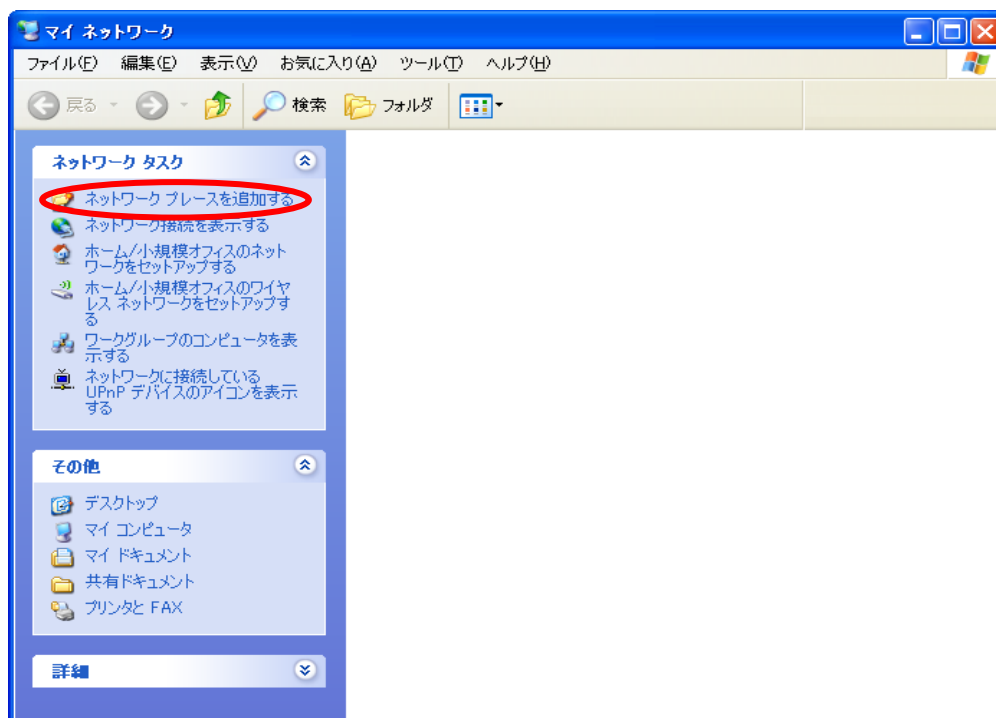 マイ ネットワーク
ファイル(F) 編集(E) 表示(V) お気に入り(A) ツール(T) ヘルプ(H)
戻る 検索 フォルダ
ネットワーク タスク
ネットワーク プレースを追加する
ネットワーク接続を表示する
ホーム/小規模オフィスのネット
ワークをセットアップする
ホーム/小規模オフィスのワイヤ
レス ネットワークをセットアップす
る
ワークグループのコンピュータを表
示する
ネットワークに接続している
UPnP デバイスのアイコンを表示
する
その他
デスクトップ
マイ コンピュータ
マイ ドキュメント
共有ドキュメント
プリンタと FAX
詳細